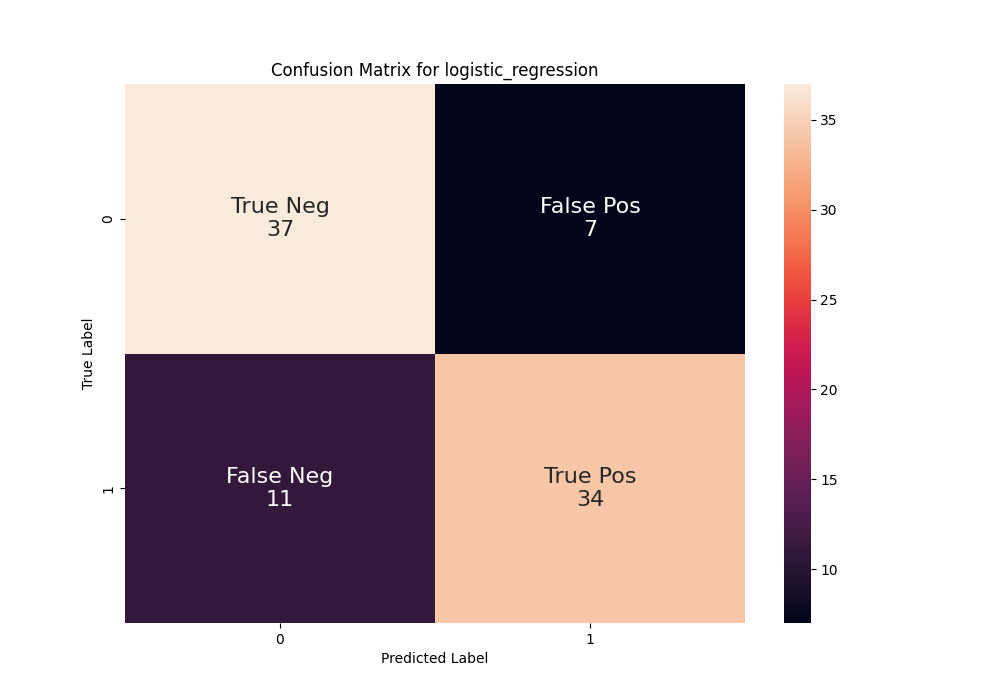 Confusion Matrix for logistic_regression
True Label
0
1
True Neg
37
False Pos
7
False Neg
11
True Pos
34
0
1
Predicted Label
35
30
25
20
15
10